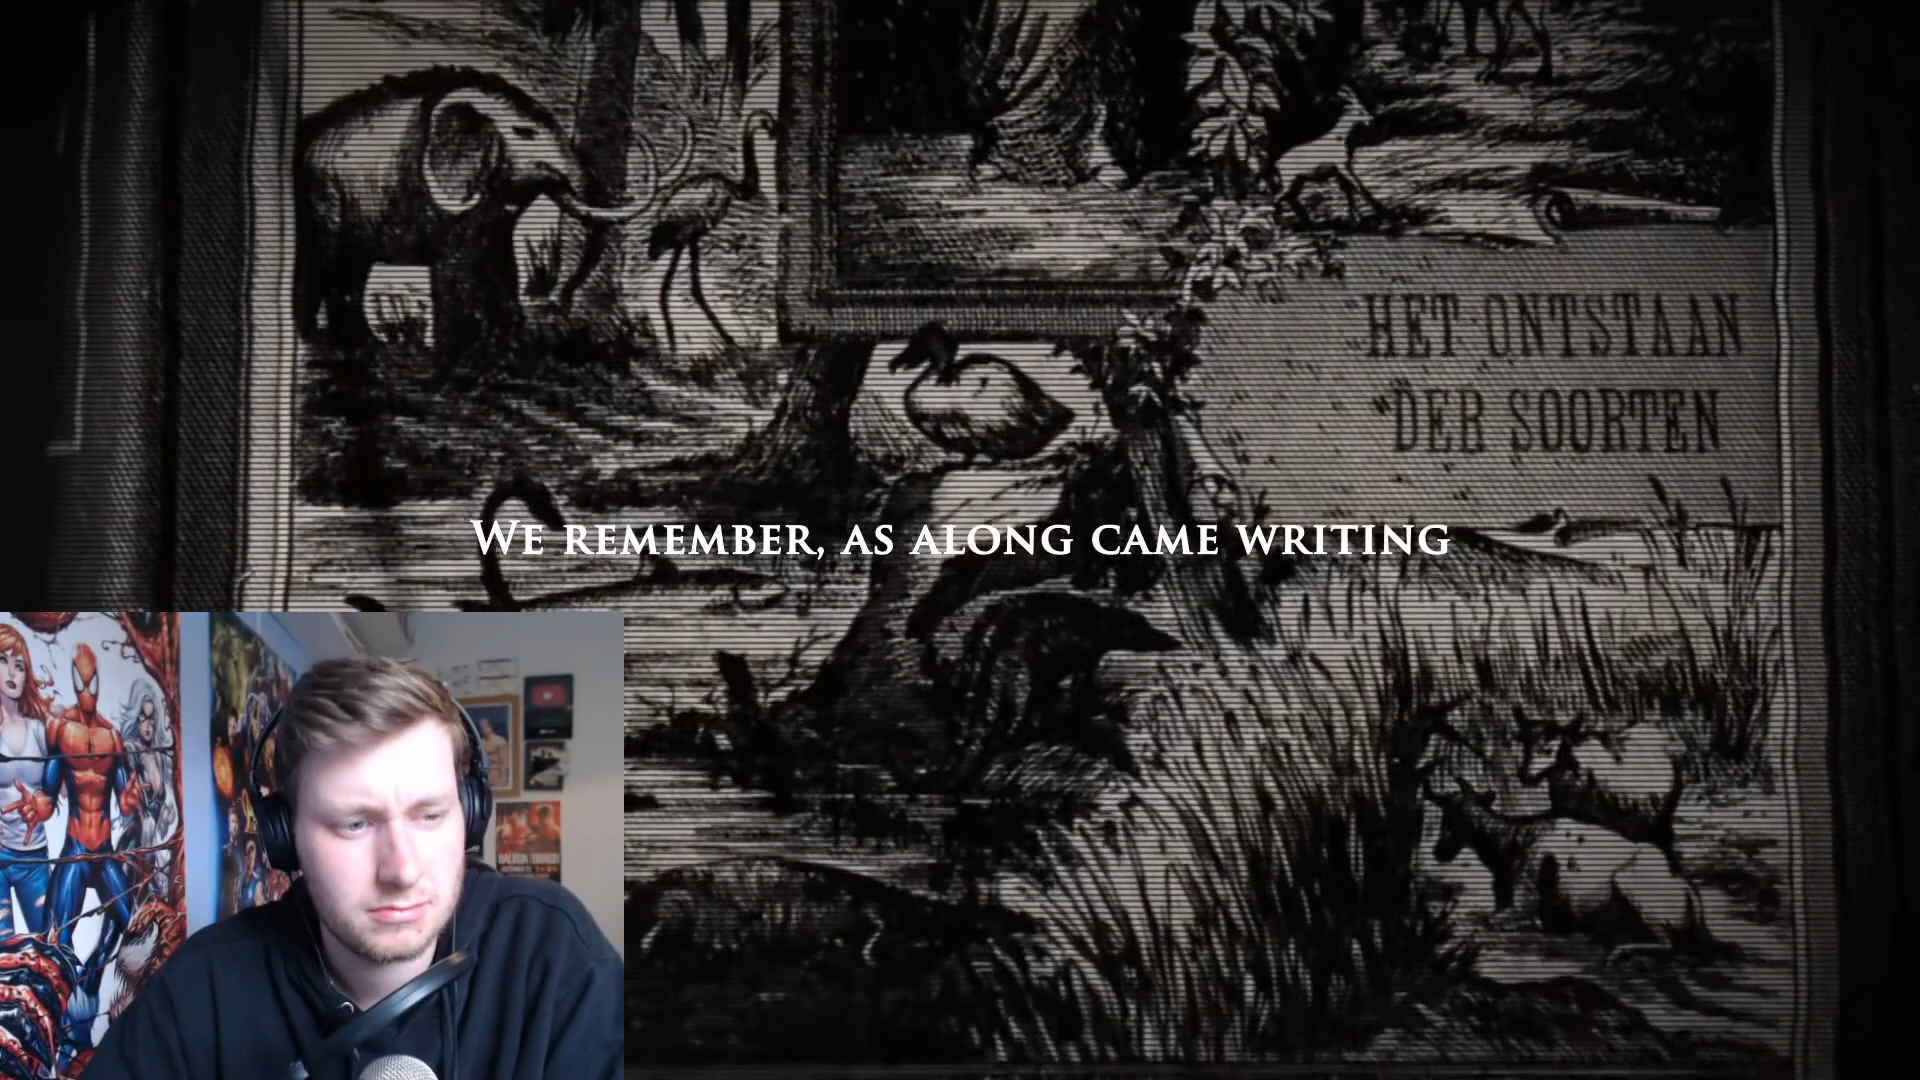 HET ONTSTAAN
DER SOORTEN
WE REMEMBER, AS ALONG CAME WRITING